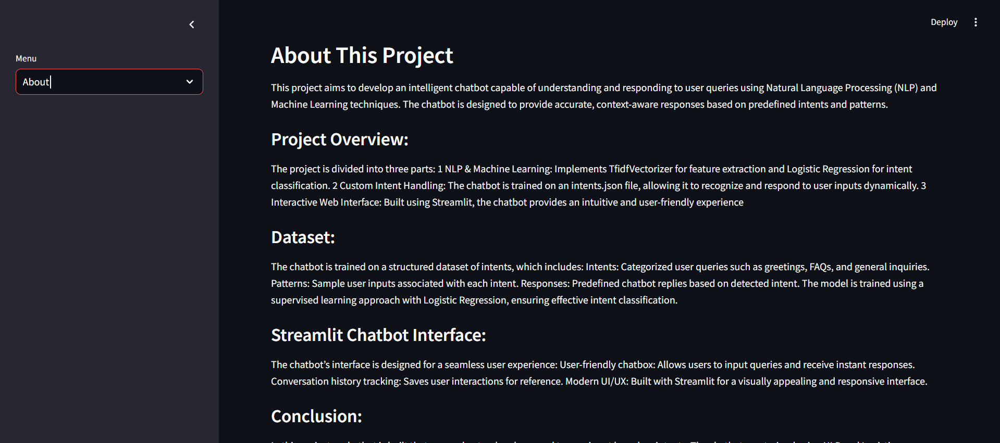 Deploy
Menu
About
About This Project
This project aims to develop an intelligent chatbot capable of understanding and responding to user queries using Natural Language Processing (NLP) and
Machine Learning techniques. The chatbot is designed to provide accurate, context-aware responses based on predefined intents and patterns.
Project Overview:
The project is divided into three parts: 1 NLP & Machine Learning: Implements TfidfVectorizer for feature extraction and Logistic Regression for intent
classification. 2 Custom Intent Handling: The chatbot is trained on an intents.json file, allowing it to recognize and respond to user inputs dynamically. 3
Interactive Web Interface: Built using Streamlit, the chatbot provides an intuitive and user-friendly experience
Dataset:
The chatbot is trained on a structured dataset of intents, which includes: Intents: Categorized user queries such as greetings, FAQs, and general inquiries.
Patterns: Sample user inputs associated with each intent. Responses: Predefined chatbot replies based on detected intent. The model is trained using a
supervised learning approach with Logistic Regression, ensuring effective intent classification.
Streamlit Chatbot Interface:
The chatbot’s interface is designed for a seamless user experience: User-friendly chatbox: Allows users to input queries and receive instant responses.
Conversation history tracking: Saves user interactions for reference. Modern UI/UX: Built with Streamlit for a visually appealing and responsive interface.
Conclusion: